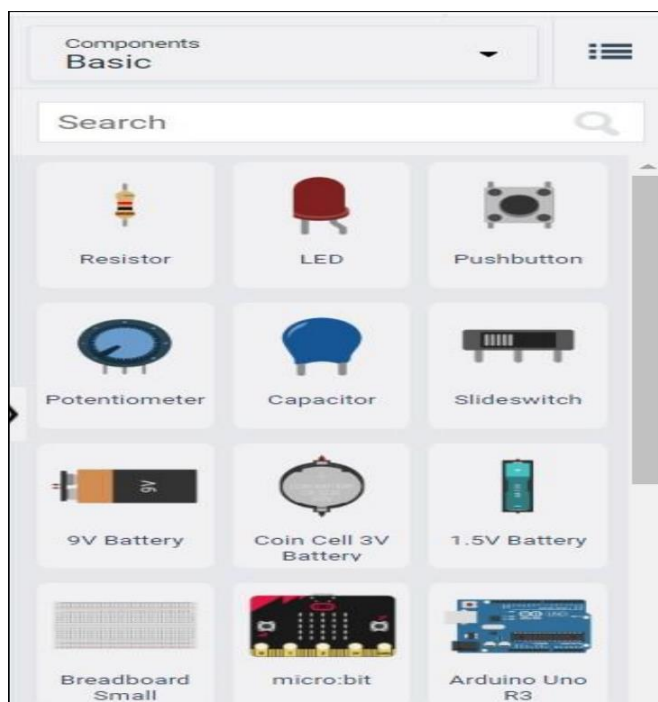 Components
Basic
Search
Resistor
LED
Pushbutton
Potentiometer
Capacitor
Slideswitch
9V
9V Battery
Coin Cell 3V
Battery
1.5V Battery
Breadboard
Small
micro:bit
Arduino Uno
R3